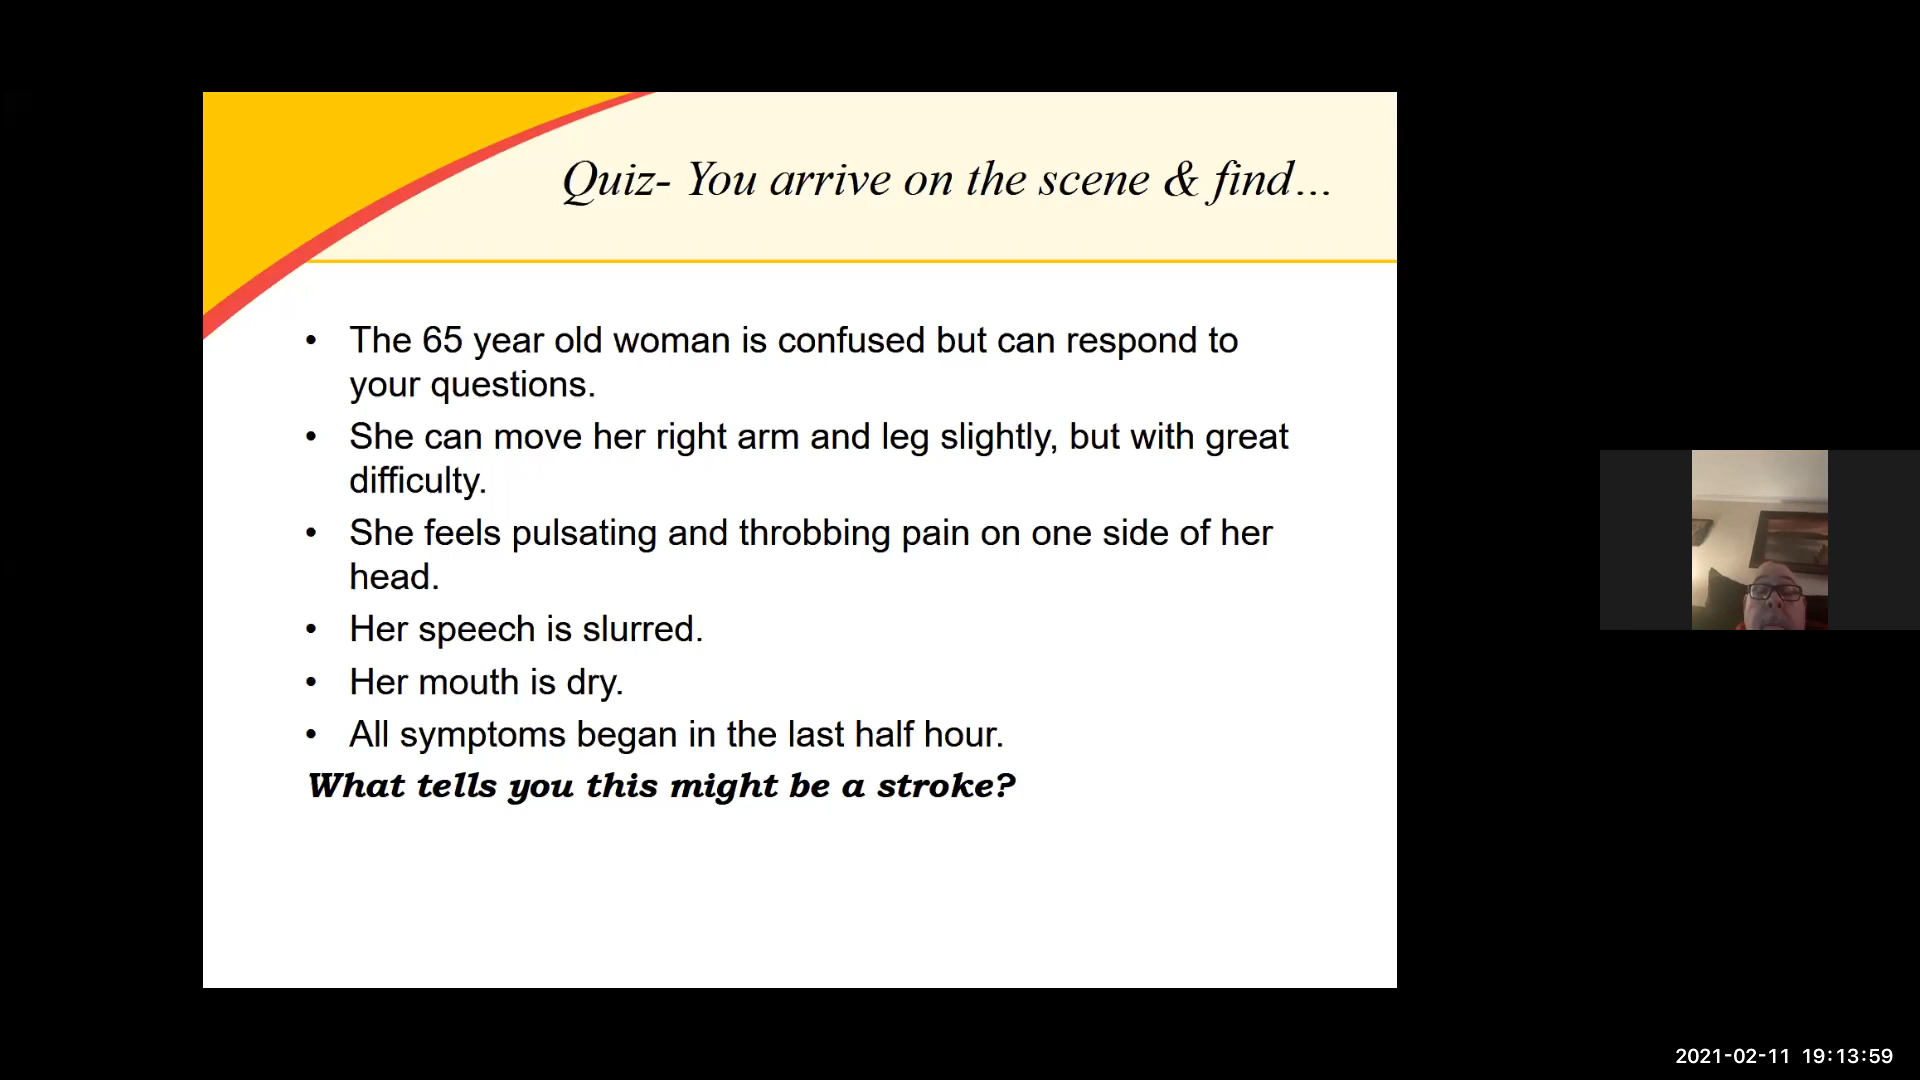 Quiz- You arrive on the scene & find...
• The 65 year old woman is confused but can respond to
your questions.
• She can move her right arm and leg slightly, but with great
difficulty.
• She feels pulsating and throbbing pain on one side of her
head.
• Her speech is slurred.
• Her mouth is dry.
• All symptoms began in the last half hour.
What tells you this might be a stroke?
2021-02-11 19:13:59